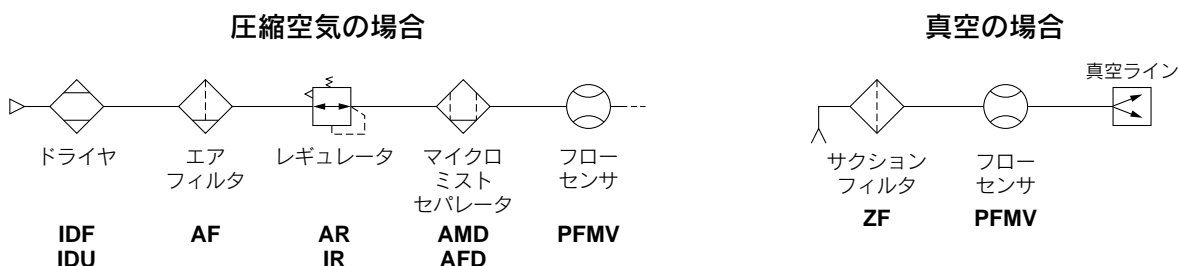 圧縮空気の場合
ドライヤ
IDF
IDU
エア
フィルタ
AF
レギュレータ
AR
IR
マイクロ
ミスト
セパレータ
AMD
AFD
フロー
センサ
PFMV
真空の場合
真空ライン
サクション
フィルタ
ZF
フロー
センサ
PFMV